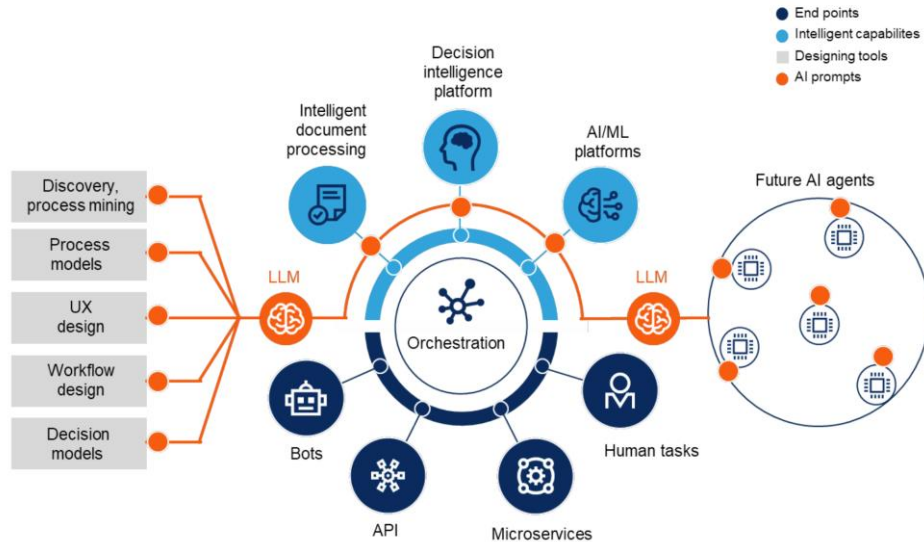 End points
Intelligent capabilites
Designing tools
AI prompts
Decision
intelligence
platform
Intelligent
document
processing
AI/ML
platforms
Discovery,
process mining
Process
models
UX
design
Workflow
design
Decision
models
LLM
Orchestration
LLM
Future AI agents
Bots
API
Microservices
Human tasks